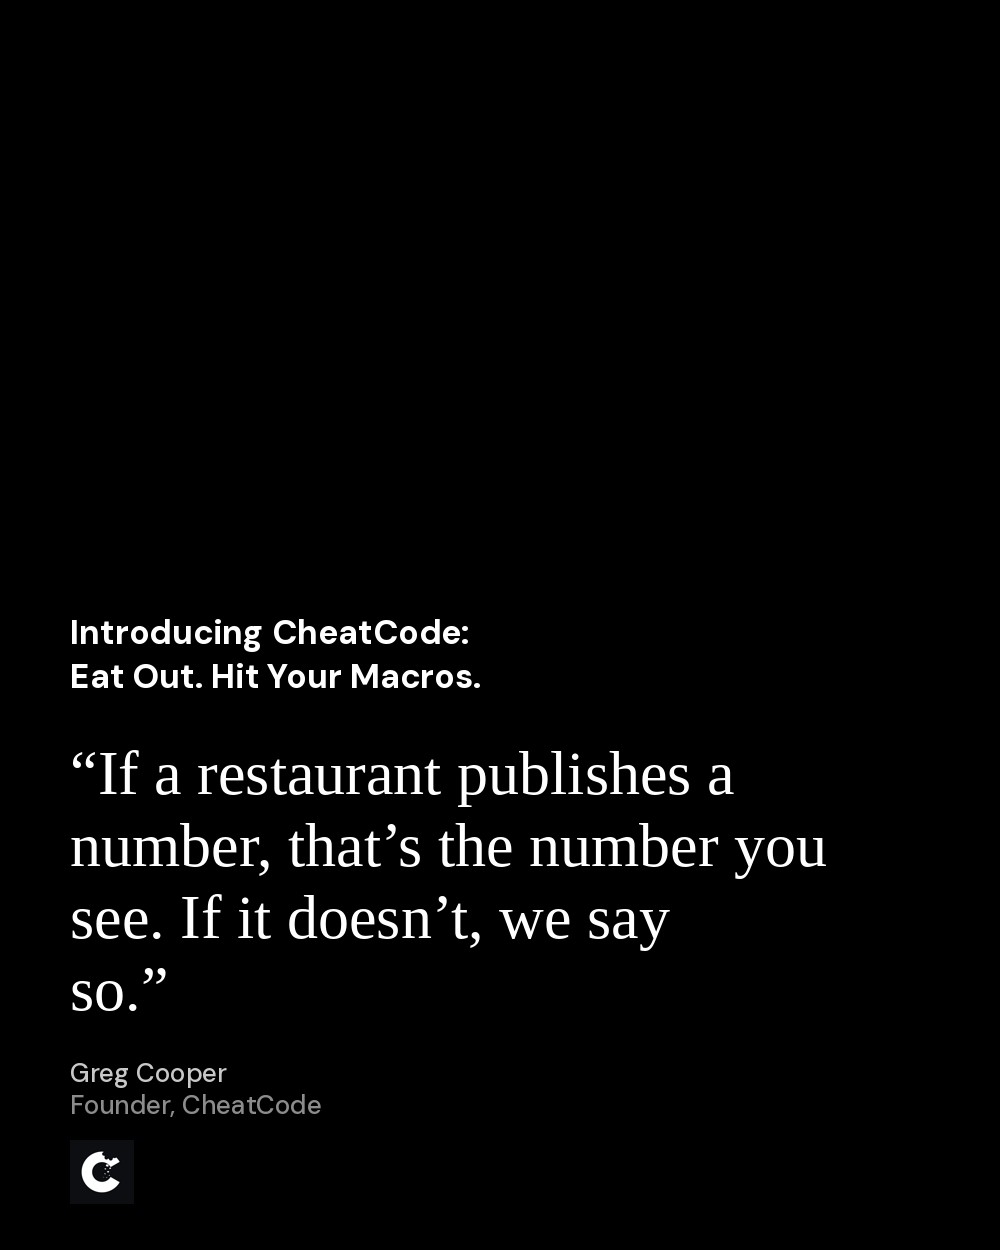 Introducing CheatCode:
Eat Out. Hit Your Macros.
“If a restaurant publishes a
number, that’s the number you
see. If it doesn’t, we say
so.”
Greg Cooper
Founder, CheatCode